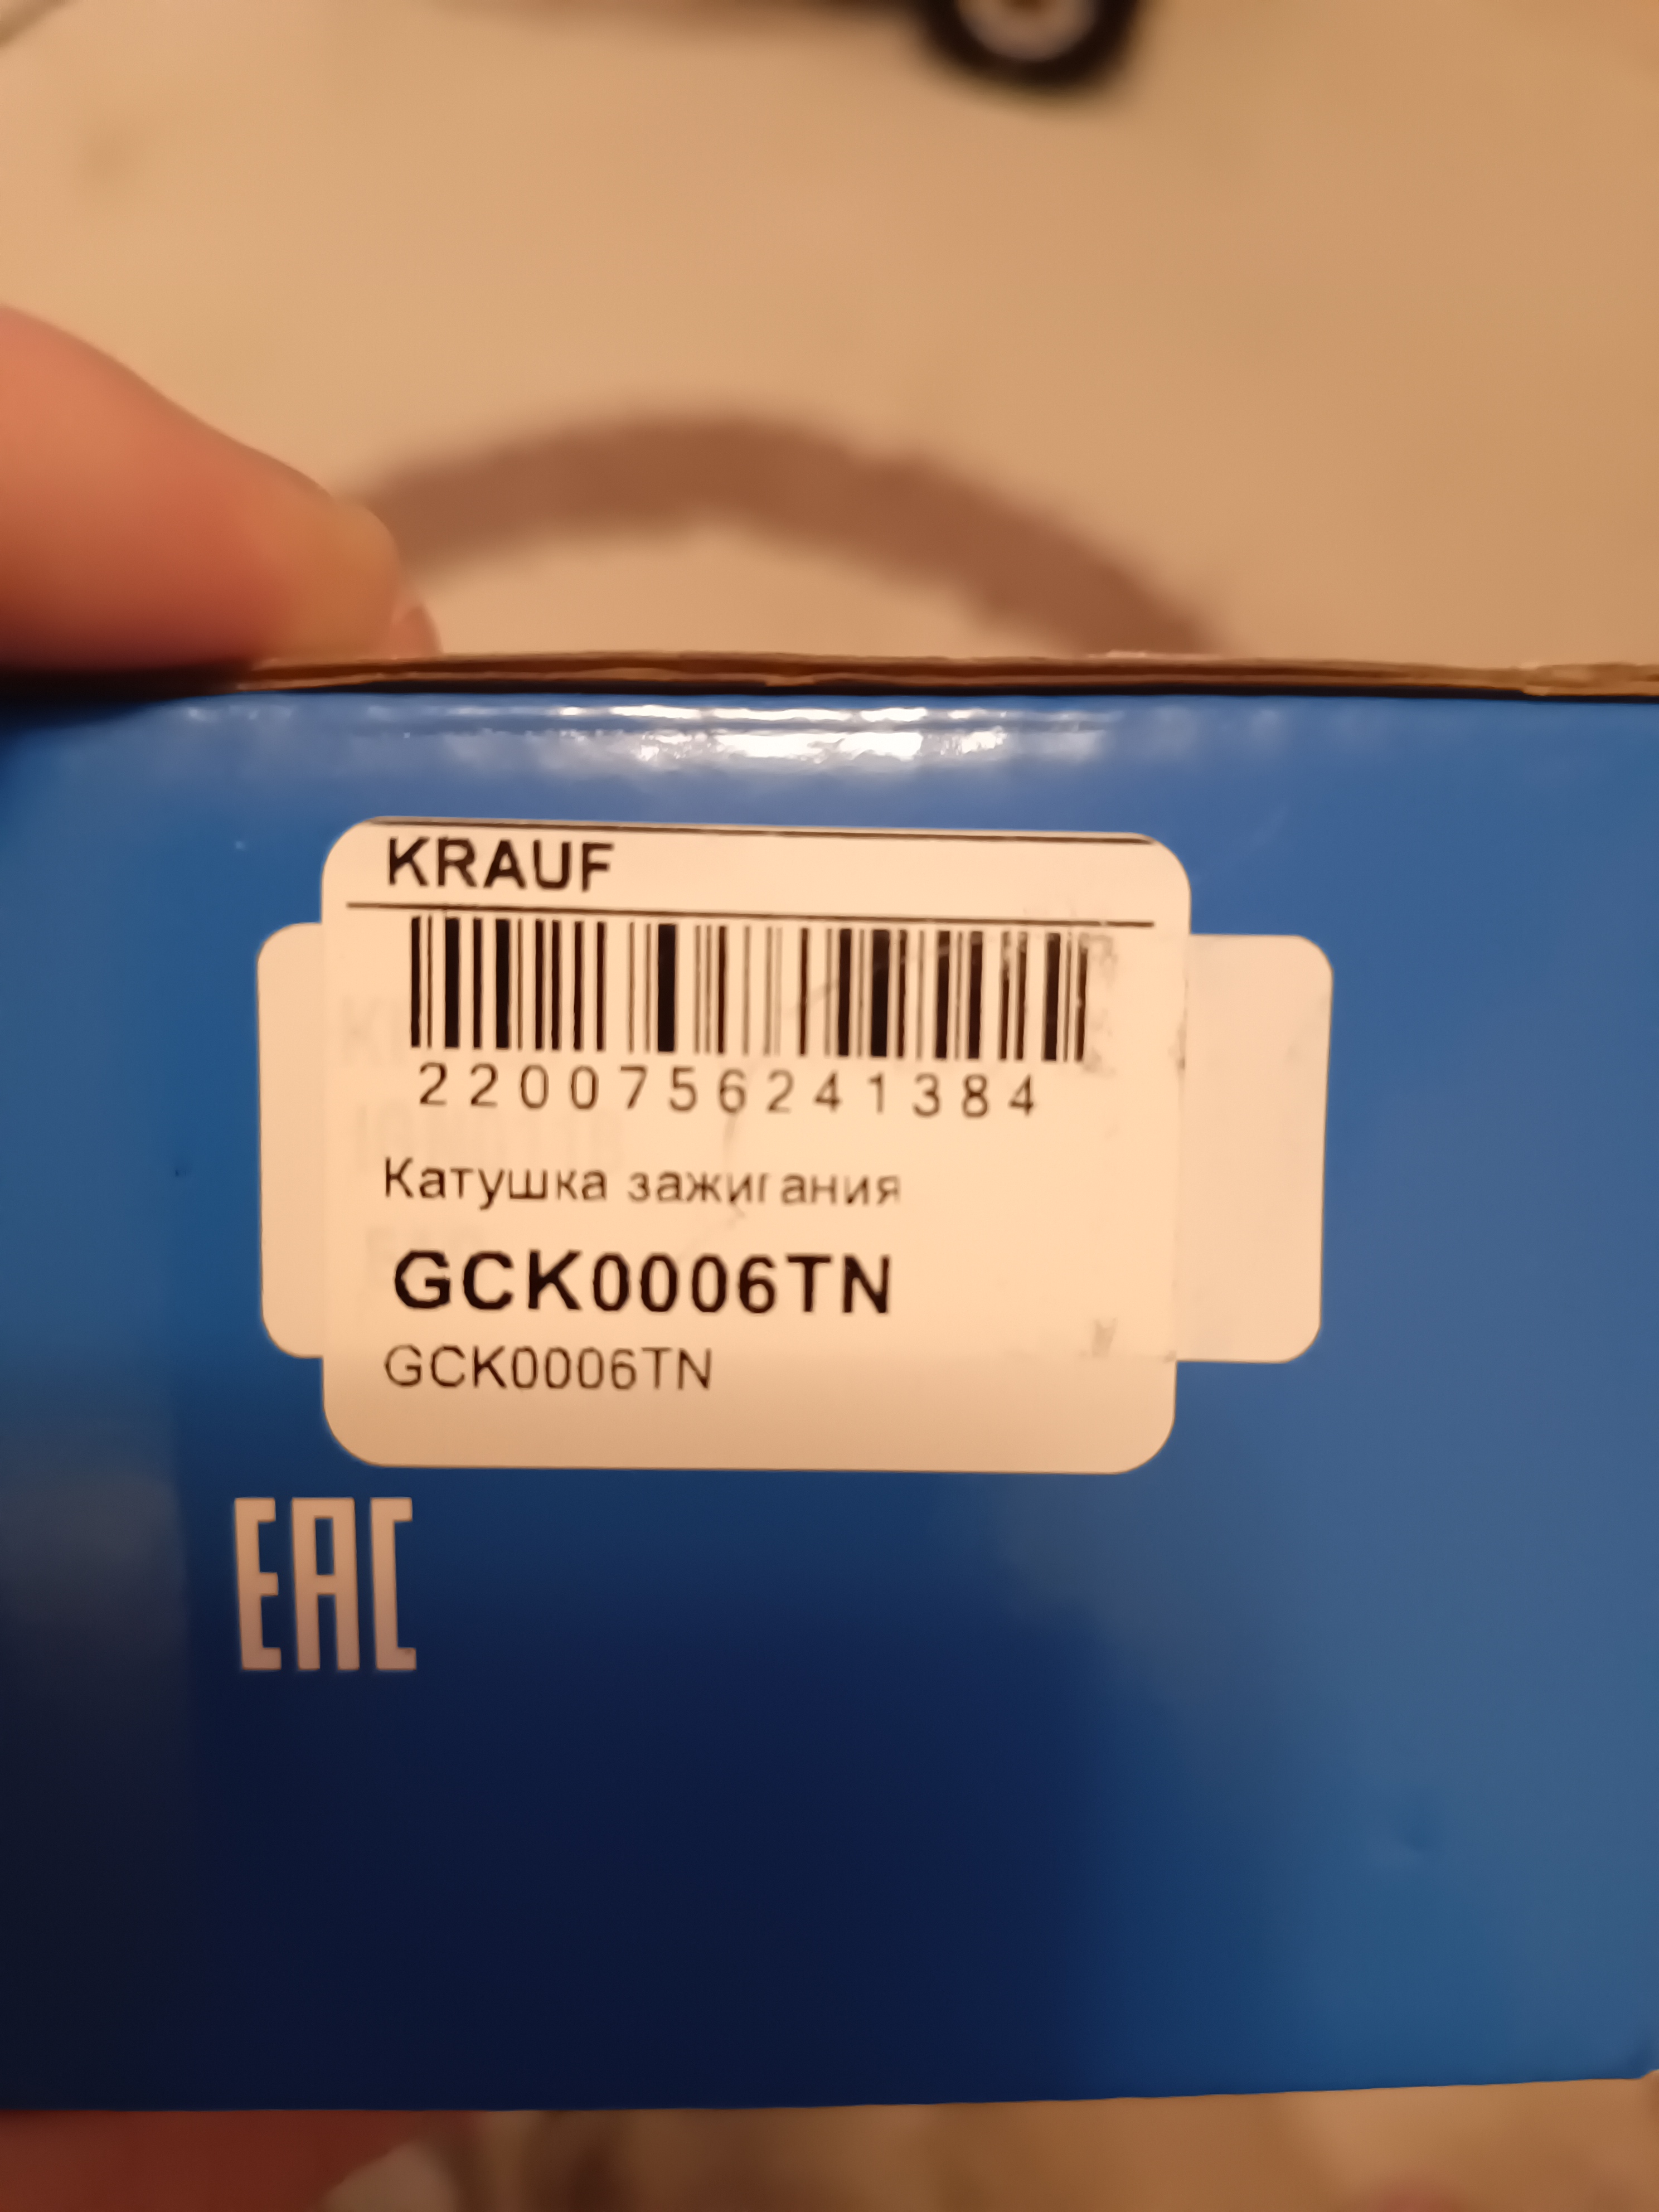 KRAUF
2200756241384
Катушка зажигания
GCK0006TN
GCK0006TN
EAC